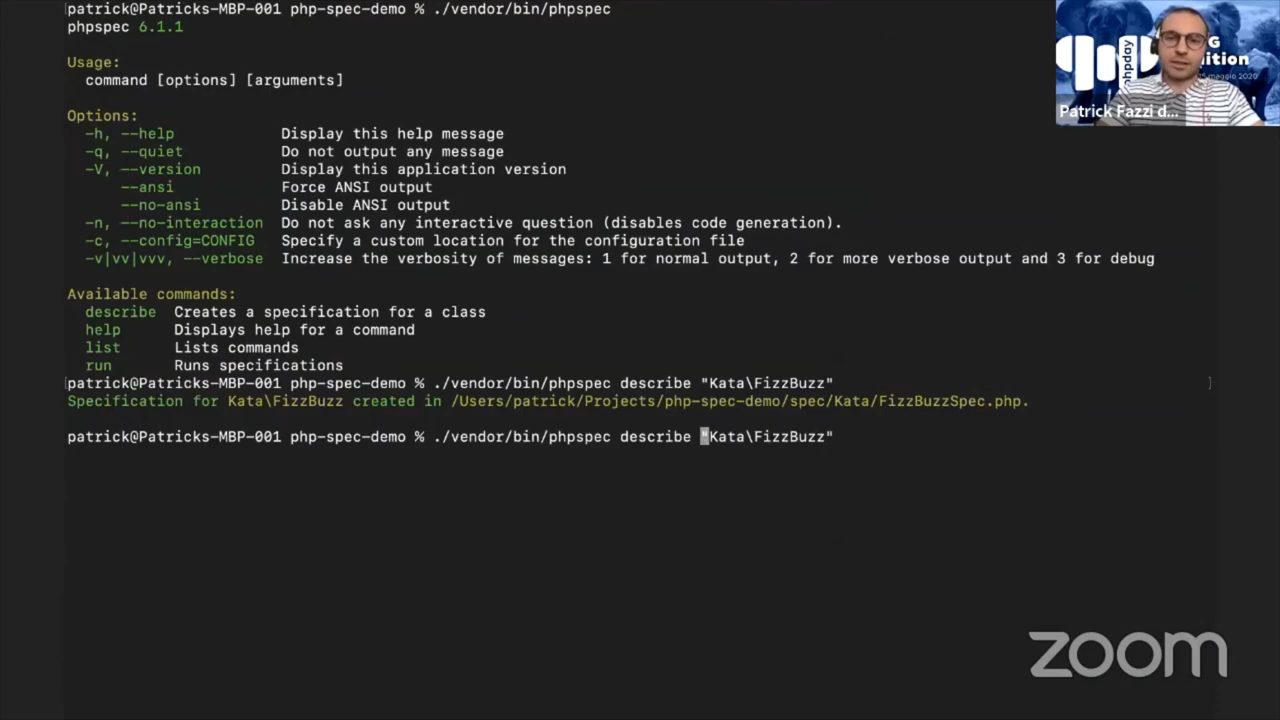 patrick@Patricks-MBP-001 php-spec-demo % ./vendor/bin/phpspec
phpspec 6.1.1
Usage:
command [options] [arguments]
Options:
-h, --help Display this help message
-q, --quiet Do not output any message
-V, --version Display this application version
--ansi Force ANSI output
--no-ansi Disable ANSI output
-n, --no-interaction Do not ask any interactive question (disables code generation).
-c, --config=CONFIG Specify a custom location for the configuration file
-v|vv|vvv, --verbose Increase the verbosity of messages: 1 for normal output, 2 for more verbose output and 3 for debug
Available commands:
describe Creates a specification for a class
help Displays help for a command
list Lists commands
run Runs specifications
[patrick@Patricks-MBP-001 php-spec-demo % ./vendor/bin/phpspec describe "Kata\FizzBuzz" ]
Specification for Kata\FizzBuzz created in /Users/patrick/Projects/php-spec-demo/spec/Kata/FizzBuzzSpec.php.
patrick@Patricks-MBP-001 php-spec-demo % ./vendor/bin/phpspec describe "Kata\FizzBuzz"
phpday
maggio 2020
Patrick Fazzi d...
zoom